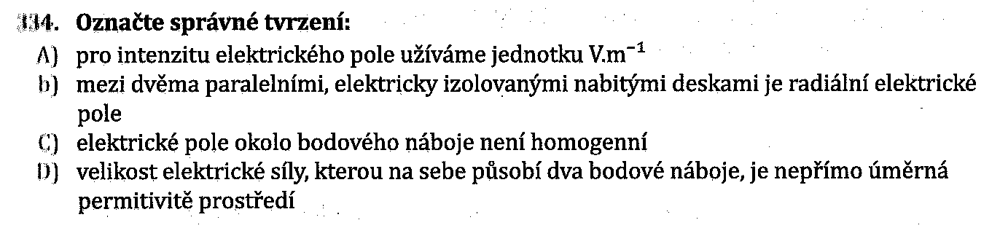 334. Označte správné tvrzení:
A) pro intenzitu elektrického pole užíváme jednotku V.m⁻¹
b) mezi dvěma paralelními, elektricky izolovanými nabitými deskami je radiální elektrické
pole
C) elektrické pole okolo bodového náboje není homogenní
D) velikost elektrické síly, kterou na sebe působí dva bodové náboje, je nepřímo úměrná
permitivitě prostředí